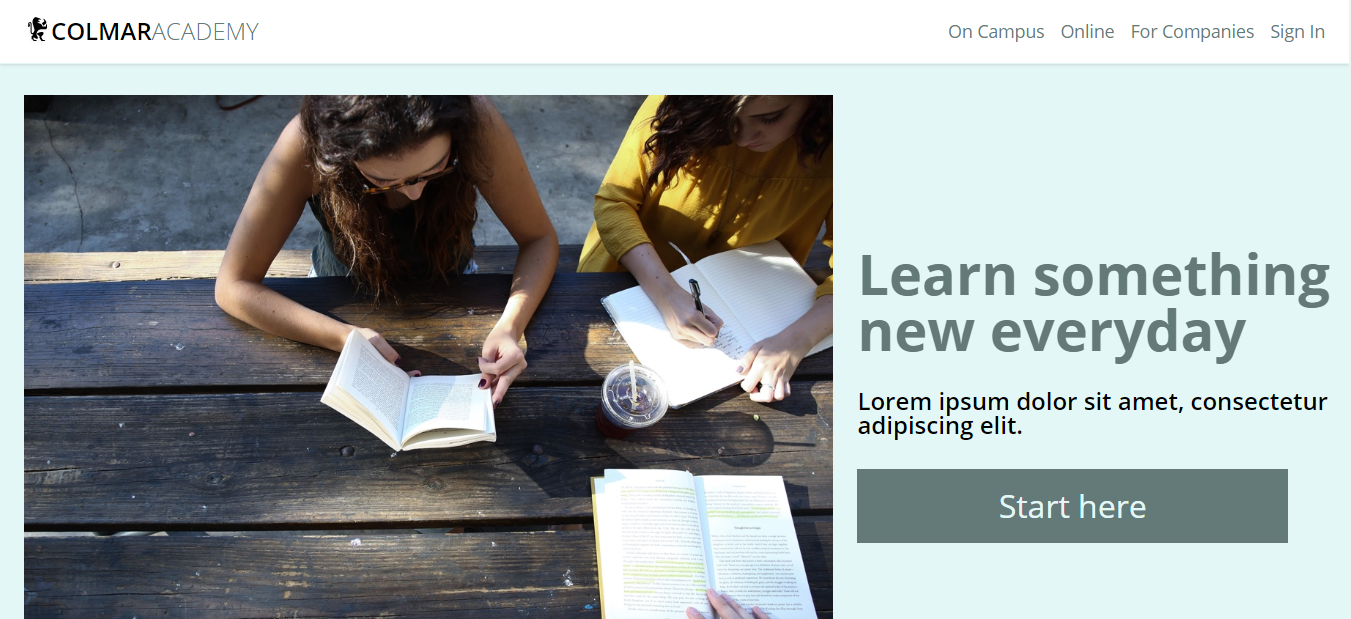 COLMARACADEMY
On Campus Online For Companies Sign In
Learn something
new everyday
Lorem ipsum dolor sit amet, consectetur
adipiscing elit.
Start here